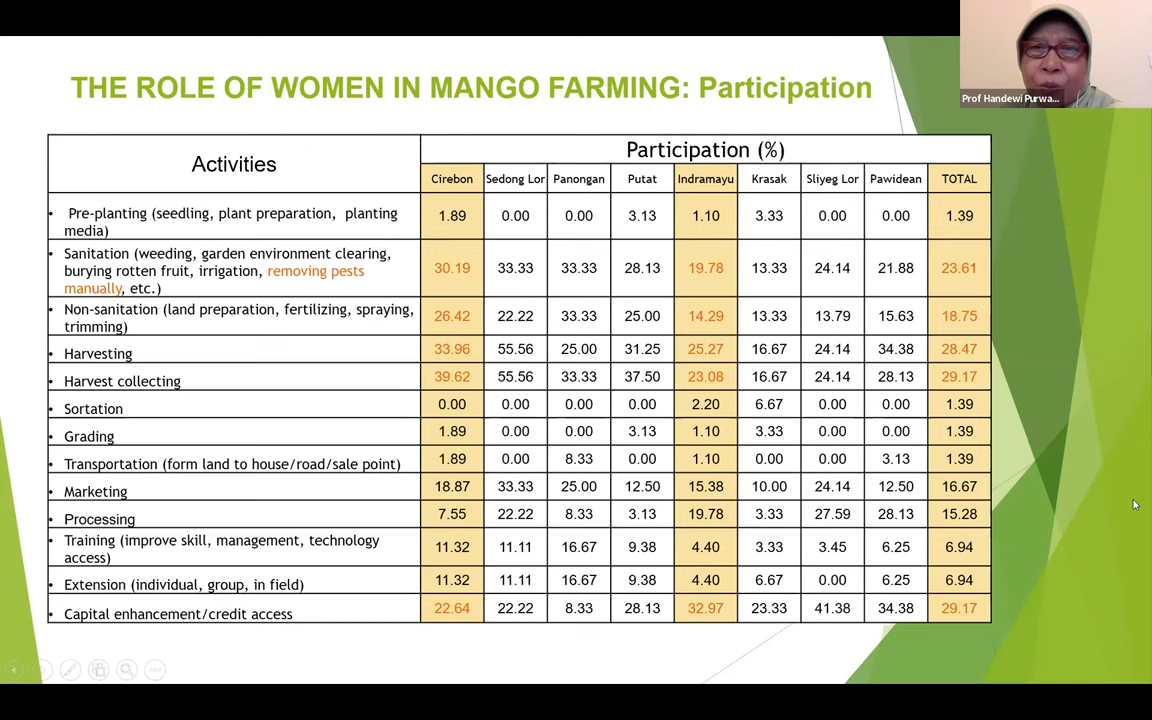 THE ROLE OF WOMEN IN MANGO FARMING: Participation
Prof Handewi Purwa...
Activities
Participation (%)
Cirebon Sedong Lor Panongan Putat Indramayu Krasak Sliyeg Lor Pawidean TOTAL
• Pre-planting (seedling, plant preparation, planting
media) 1.89 0.00 0.00 3.13 1.10 3.33 0.00 0.00 1.39
• Sanitation (weeding, garden environment clearing,
burying rotten fruit, irrigation, removing pests
manually, etc.) 30.19 33.33 33.33 28.13 19.78 13.33 24.14 21.88 23.61
• Non-sanitation (land preparation, fertilizing, spraying,
trimming) 26.42 22.22 33.33 25.00 14.29 13.33 13.79 15.63 18.75
• Harvesting 33.96 55.56 25.00 31.25 25.27 16.67 24.14 34.38 28.47
• Harvest collecting 39.62 55.56 33.33 37.50 23.08 16.67 24.14 28.13 29.17
• Sortation 0.00 0.00 0.00 0.00 2.20 6.67 0.00 0.00 1.39
• Grading 1.89 0.00 0.00 3.13 1.10 3.33 0.00 0.00 1.39
• Transportation (form land to house/road/sale point) 1.89 0.00 8.33 0.00 1.10 0.00 0.00 3.13 1.39
• Marketing 18.87 33.33 25.00 12.50 15.38 10.00 24.14 12.50 16.67
• Processing 7.55 22.22 8.33 3.13 19.78 3.33 27.59 28.13 15.28
• Training (improve skill, management, technology
access) 11.32 11.11 16.67 9.38 4.40 3.33 3.45 6.25 6.94
• Extension (individual, group, in field) 11.32 11.11 16.67 9.38 4.40 6.67 0.00 6.25 6.94
• Capital enhancement/credit access 22.64 22.22 8.33 28.13 32.97 23.33 41.38 34.38 29.17